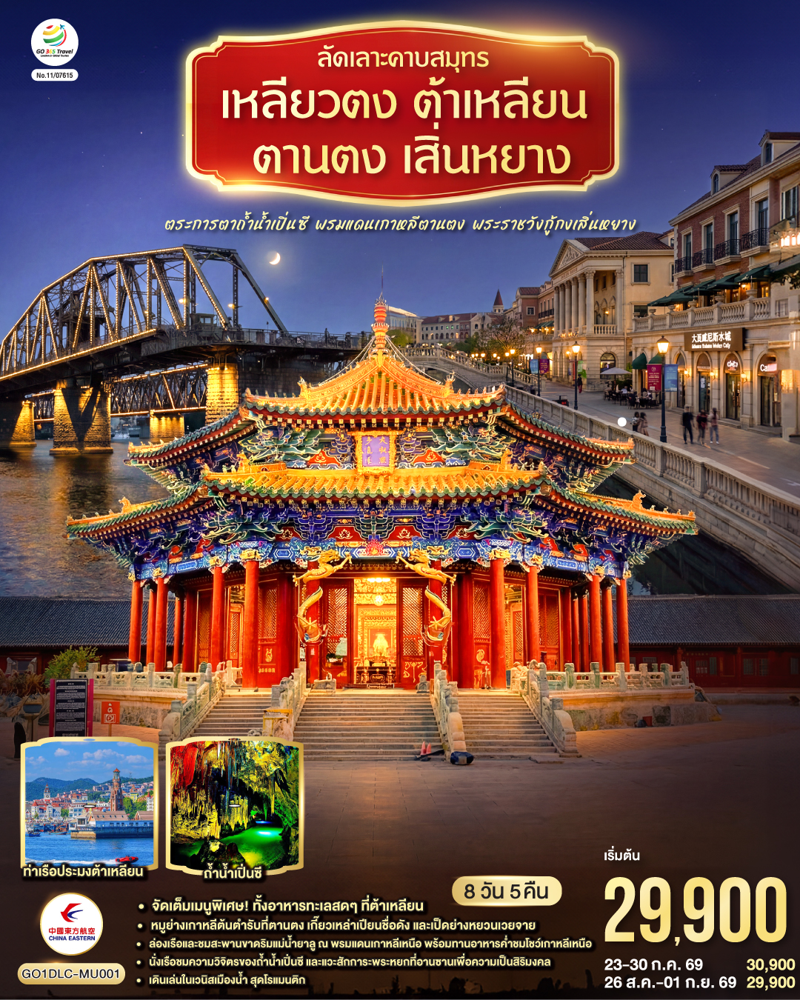 GO 365 Travel
No.11/07615
ลัดเลาะคาบสมุทร
เหลียวตง ต้าเหลียน
ตานตง เสิ่นหยาง
ตระการตาถ้ำน้ำเปิ่นซี พรมแดนเกาหลีตานตง พระราชวังกู้กงเสิ่นหยาง
大连威尼斯水城
ท่าเรือประมงต้าเหลียน
ถ้ำน้ำเปิ่นซี
เริ่มต้น
8 วัน 5 คืน
29,900
中國東方航空
CHINA EASTERN
GO1DLC-MU001
• จัดเต็มเมนูพิเศษ! ทั้งอาหารทะเลสดๆ ที่ต้าเหลียน
• หมูย่างเกาหลีต้นตำรับที่ตานตง เกี๊ยวเหล่าเปียนชื่อดัง และเป็ดย่างหยวนเวยจาย
• ล่องเรือและชมสะพานขาดริมแม่น้ำยาลู ณ พรมแดนเกาหลีเหนือ พร้อมทานอาหารค่ำชมโชว์เกาหลีเหนือ
• นั่งเรือชมความวิจิตรของถ้ำน้ำเปิ่นซี และแวะสักการะพระหยกที่อานซานเพื่อความเป็นสิริมงคล
• เดินเล่นในเวนิสเมืองน้ำ สุดโรแมนติก
23-30 ก.ค. 69 30,900
26 ส.ค.-01 ก.ย. 69 29,900